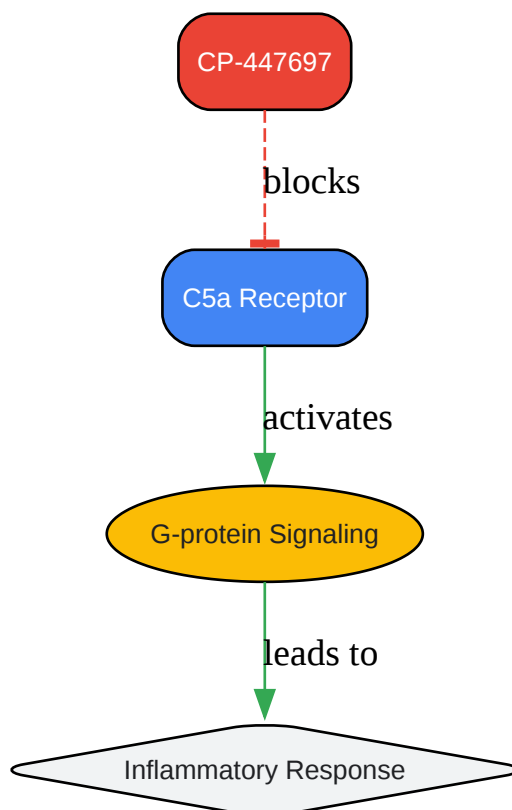 CP-447697
blocks
C5a Receptor
activates
G-protein Signaling
leads to
Inflammatory Response